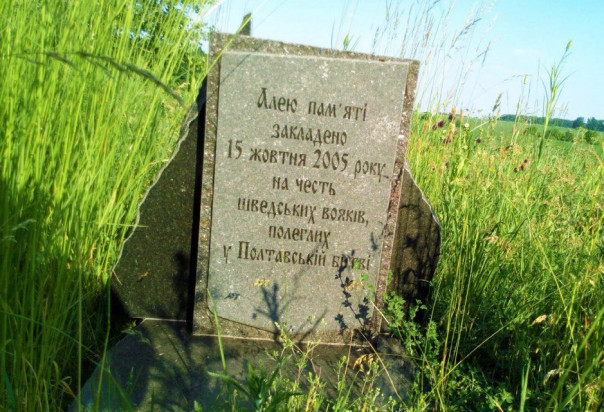 Алею пам'яті
закладено
15 жовтня 2005 року
на честь
шведських вояків,
полеглих
у Полтавській битві